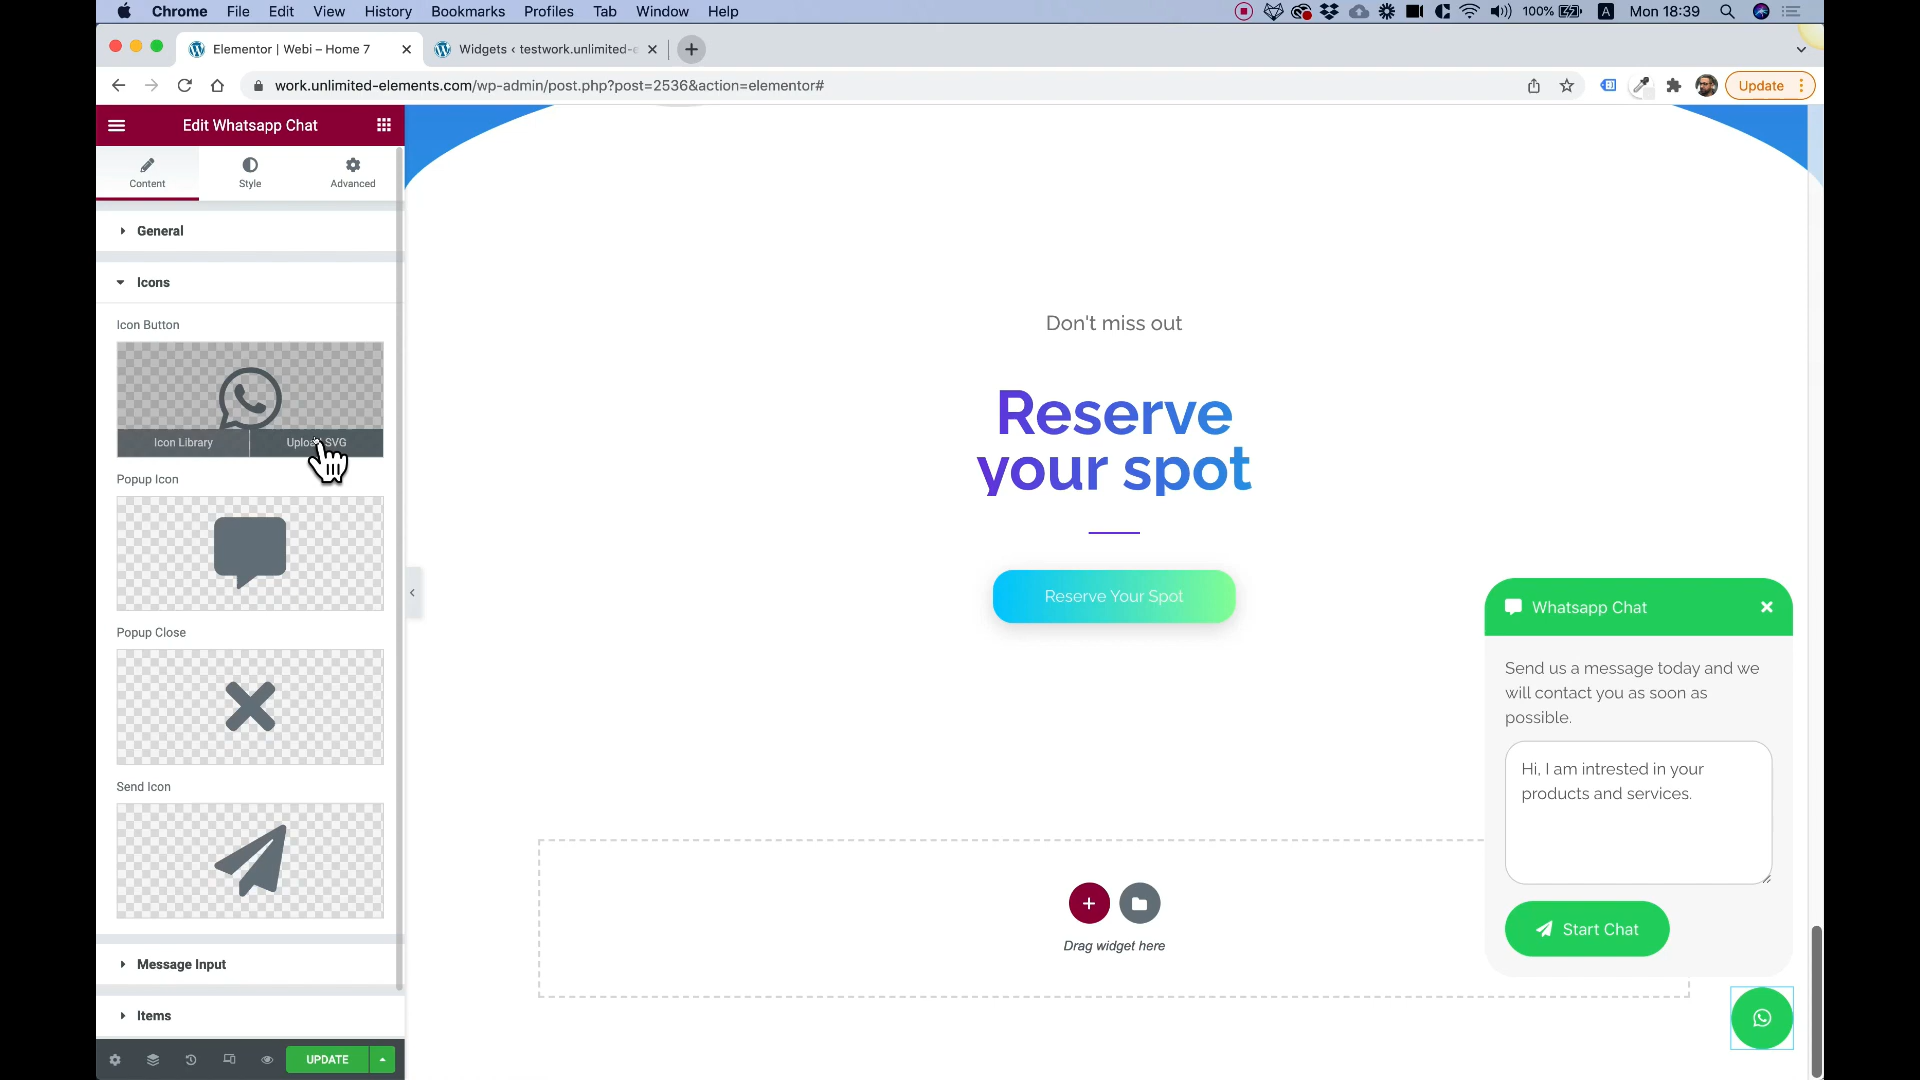 Chrome File Edit View History Bookmarks Profiles Tab Window Help
100% A Mon 18:39
Elementor | Webi – Home 7
Widgets ‹ testwork.unlimited-e
work.unlimited-elements.com/wp-admin/post.php?post=2536&action=elementor#
Update
Edit Whatsapp Chat
Content Style Advanced
General
Icons
Icon Button
Icon Library Upload SVG
Popup Icon
Popup Close
Send Icon
Message Input
Items
UPDATE
Don't miss out
Reserve
your spot
Reserve Your Spot
Drag widget here
Whatsapp Chat
Send us a message today and we
will contact you as soon as
possible.
Hi, I am intrested in your
products and services.
Start Chat